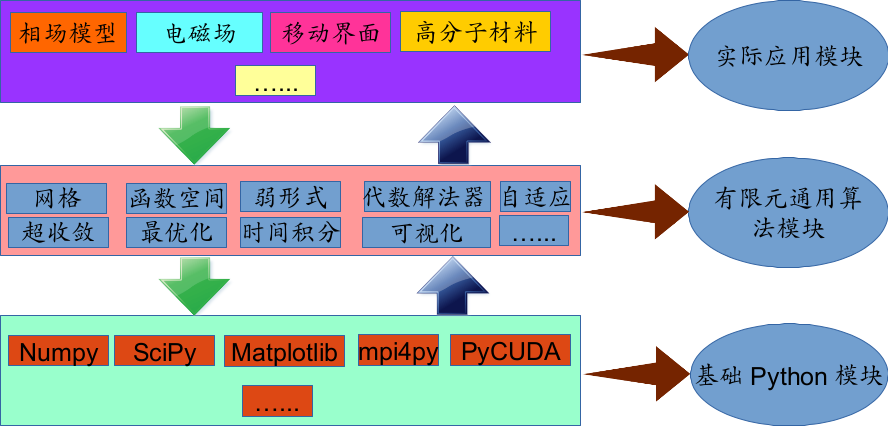 相场模型 电磁场 移动界面 高分子材料
…...
实际应用模块
网格 函数空间 弱形式 代数解法器 自适应
超收敛 最优化 时间积分 可视化 …...
有限元通用算
法模块
Numpy SciPy Matplotlib mpi4py PyCUDA
…...
基础 Python 模块